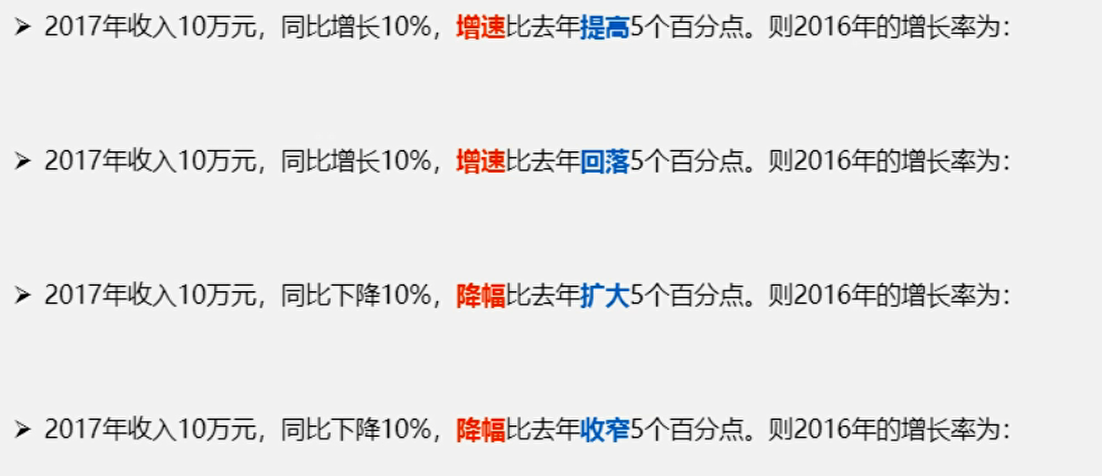 ➢ 2017年收入10万元，同比增长10%，增速比去年提高5个百分点。则2016年的增长率为：
➢ 2017年收入10万元，同比增长10%，增速比去年回落5个百分点。则2016年的增长率为：
➢ 2017年收入10万元，同比下降10%，降幅比去年扩大5个百分点。则2016年的增长率为：
➢ 2017年收入10万元，同比下降10%，降幅比去年收窄5个百分点。则2016年的增长率为：